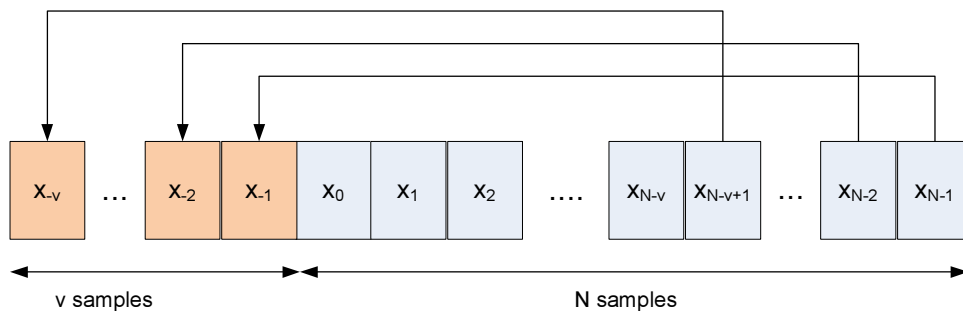 x-v ... x-2 x-1 x0 x1 x2 .... xN-v xN-v+1 ... xN-2 xN-1
v samples N samples